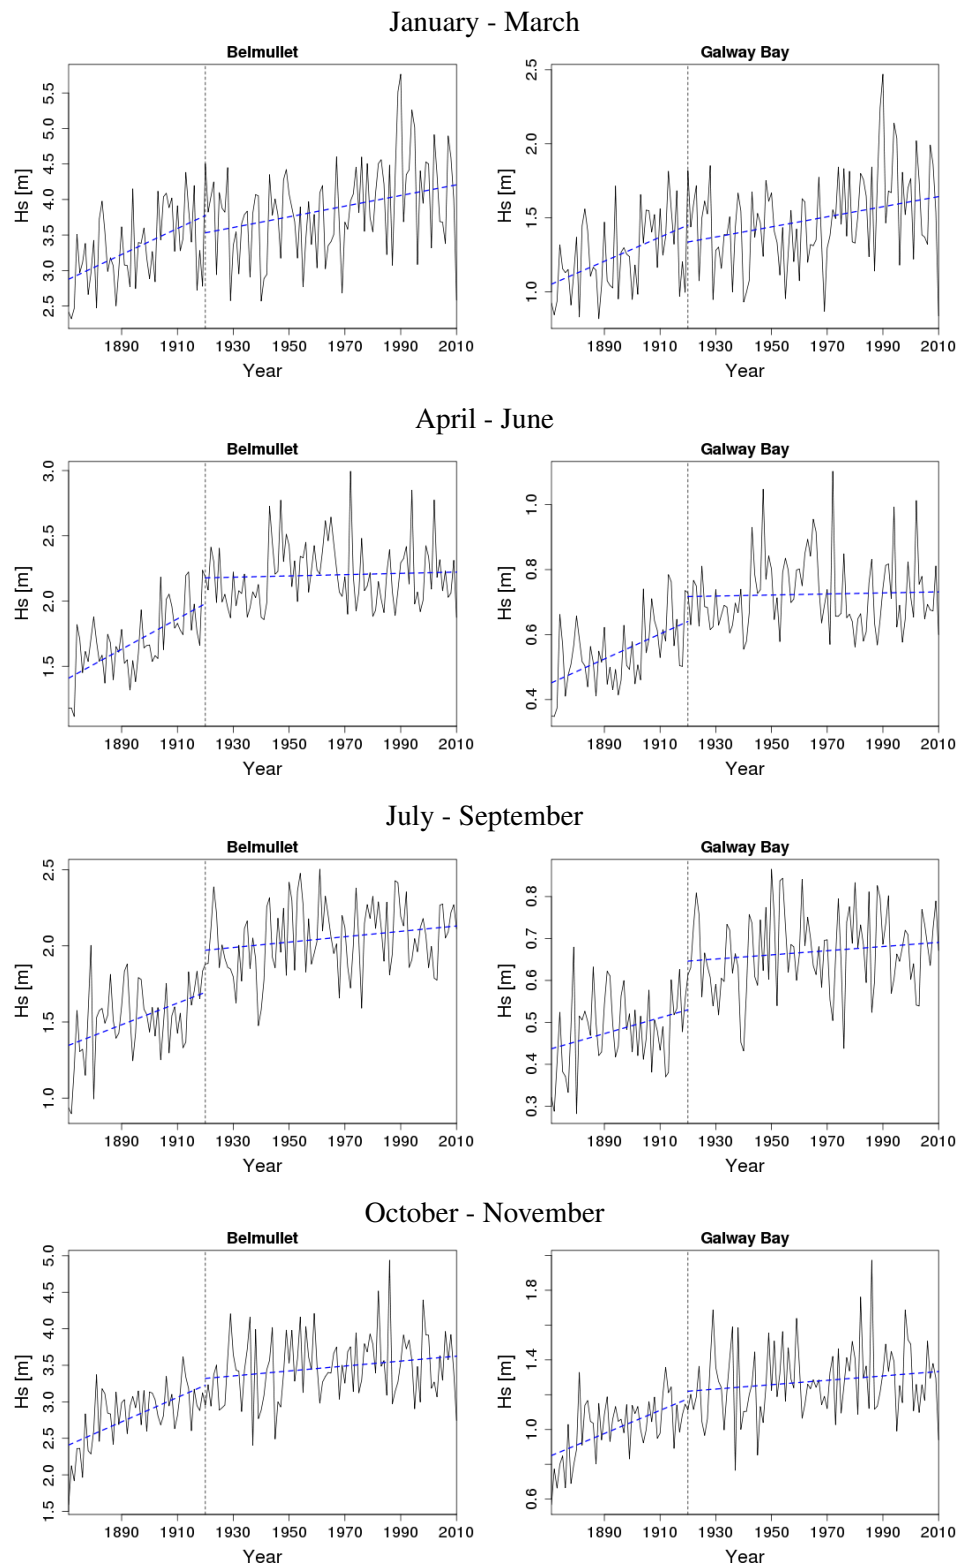 January - March
Belmullet
Galway Bay
Hs [m]
2.5 3.0 3.5 4.0 4.5 5.0 5.5
1890 1910 1930 1950 1970 1990 2010
Year
Hs [m]
1.0 1.5 2.0 2.5
1890 1910 1930 1950 1970 1990 2010
Year
April - June
Belmullet
Galway Bay
Hs [m]
1.5 2.0 2.5 3.0
1890 1910 1930 1950 1970 1990 2010
Year
Hs [m]
0.4 0.6 0.8 1.0
1890 1910 1930 1950 1970 1990 2010
Year
July - September
Belmullet
Galway Bay
Hs [m]
1.0 1.5 2.0 2.5
1890 1910 1930 1950 1970 1990 2010
Year
Hs [m]
0.3 0.4 0.5 0.6 0.7 0.8
1890 1910 1930 1950 1970 1990 2010
Year
October - November
Belmullet
Galway Bay
Hs [m]
1.5 2.0 2.5 3.0 3.5 4.0 4.5 5.0
1890 1910 1930 1950 1970 1990 2010
Year
Hs [m]
0.6 1.0 1.4 1.8
1890 1910 1930 1950 1970 1990 2010
Year